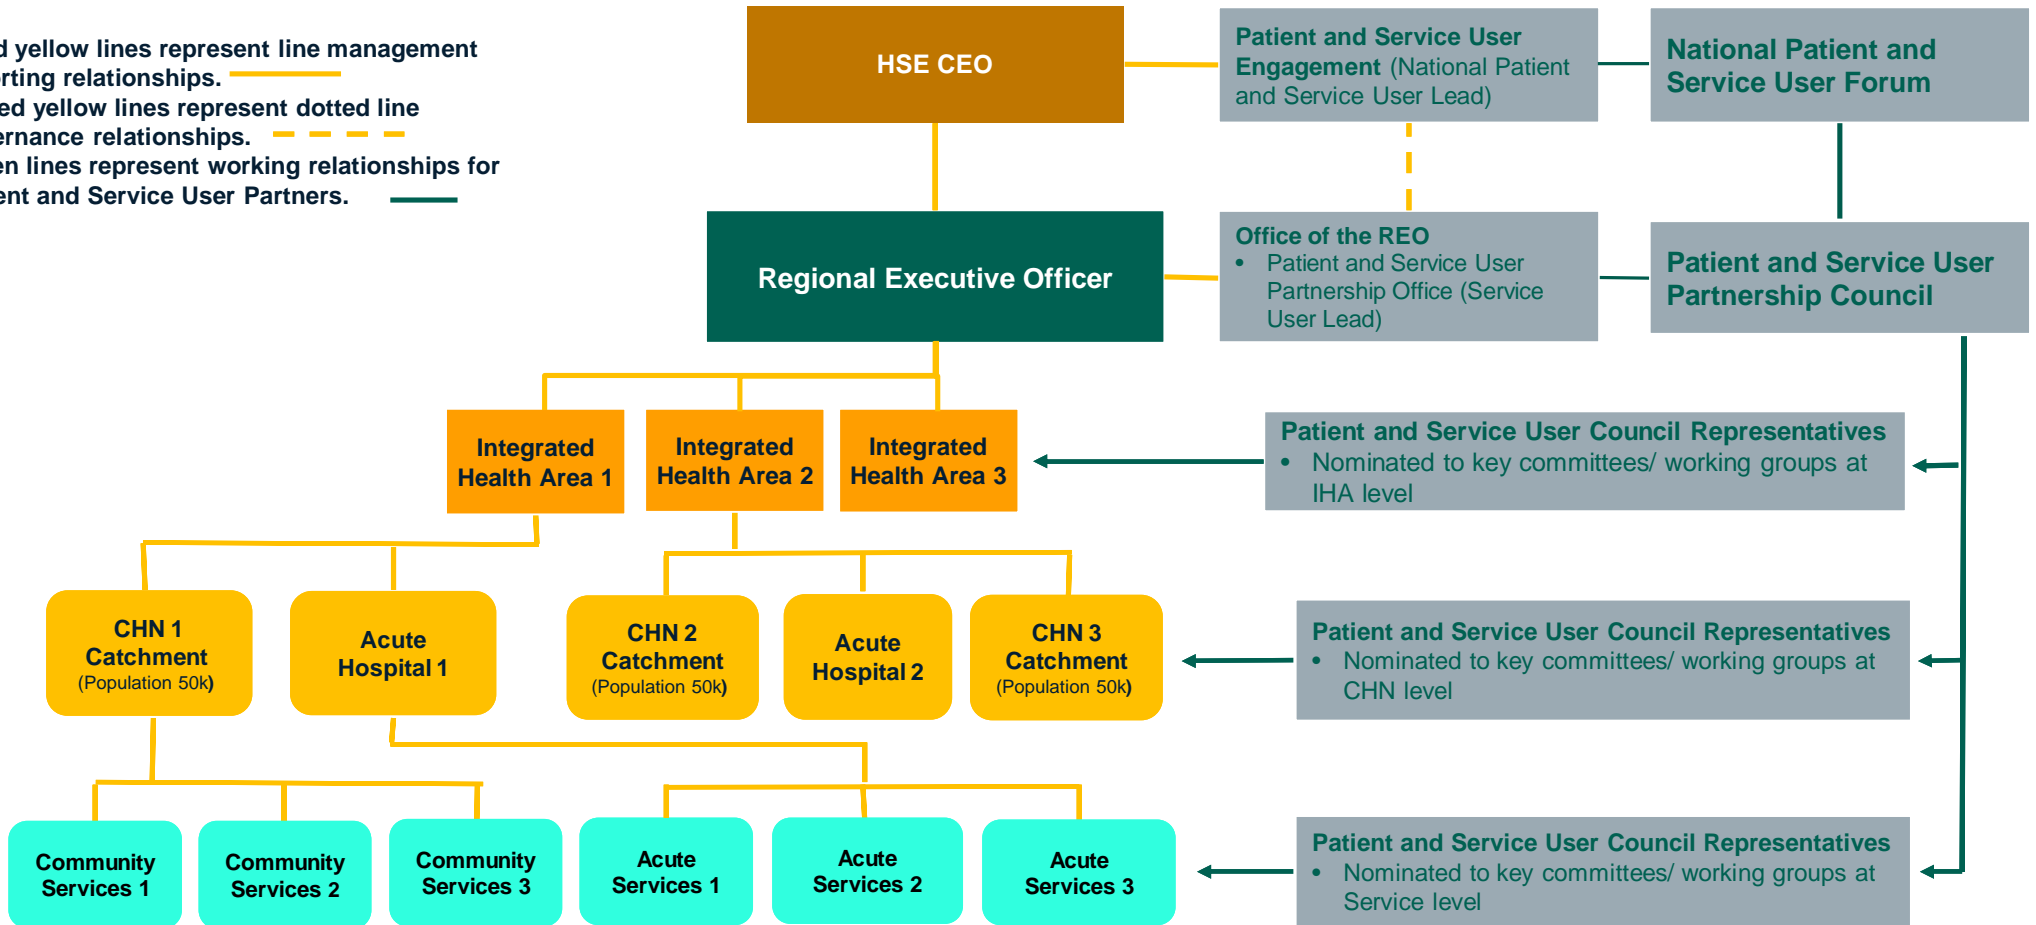 yellow lines represent line management
relationships.
yellow lines represent dotted line
relationships.
lines represent working relationships for
and Service User Partners.
HSE CEO
Patient and Service User
Engagement (National Patient
and Service User Lead)
National Patient and
Service User Forum
Regional Executive Officer
Office of the REO
• Patient and Service User
Partnership Office (Service
User Lead)
Patient and Service User
Partnership Council
Integrated
Health Area 1
Integrated
Health Area 2
Integrated
Health Area 3
Patient and Service User Council Representatives
• Nominated to key committees/ working groups at
IHA level
CHN 1
Catchment
(Population 50k)
Acute
Hospital 1
CHN 2
Catchment
(Population 50k)
Acute
Hospital 2
CHN 3
Catchment
(Population 50k)
Patient and Service User Council Representatives
• Nominated to key committees/ working groups at
CHN level
Community
Services 1
Community
Services 2
Community
Services 3
Acute
Services 1
Acute
Services 2
Acute
Services 3
Patient and Service User Council Representatives
• Nominated to key committees/ working groups at
Service level